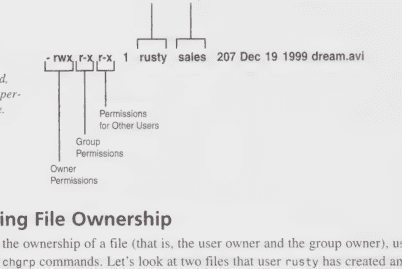 - rwx r-x r-x 1 rusty sales 207 Dec 19 1999 dream.avi
Permissions
for Other Users
Group
Permissions
Owner
Permissions
ing File Ownership
the ownership of a file (that is, the user owner and the group owner), us
chgrp commands. Let's look at two files that user rusty has created an